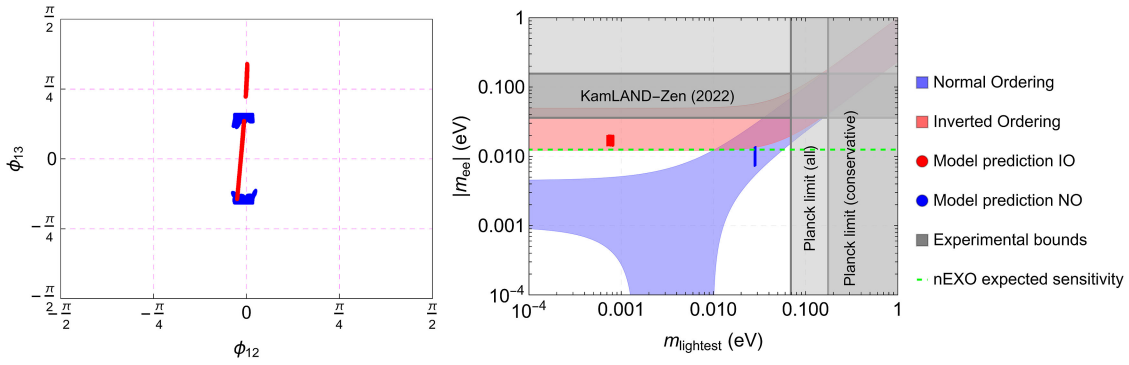 π
2
π
4
0
−π
4
−π
2
−π
2
−π
4
0
π
4
π
2
ϕ13
ϕ12
1
0.100
0.010
0.001
10−4
10−4
0.001
0.010
0.100
1
|mee| (eV)
mlightest (eV)
KamLAND−Zen (2022)
Planck limit (all)
Planck limit (conservative)
Normal Ordering
Inverted Ordering
Model prediction IO
Model prediction NO
Experimental bounds
nEXO expected sensitivity